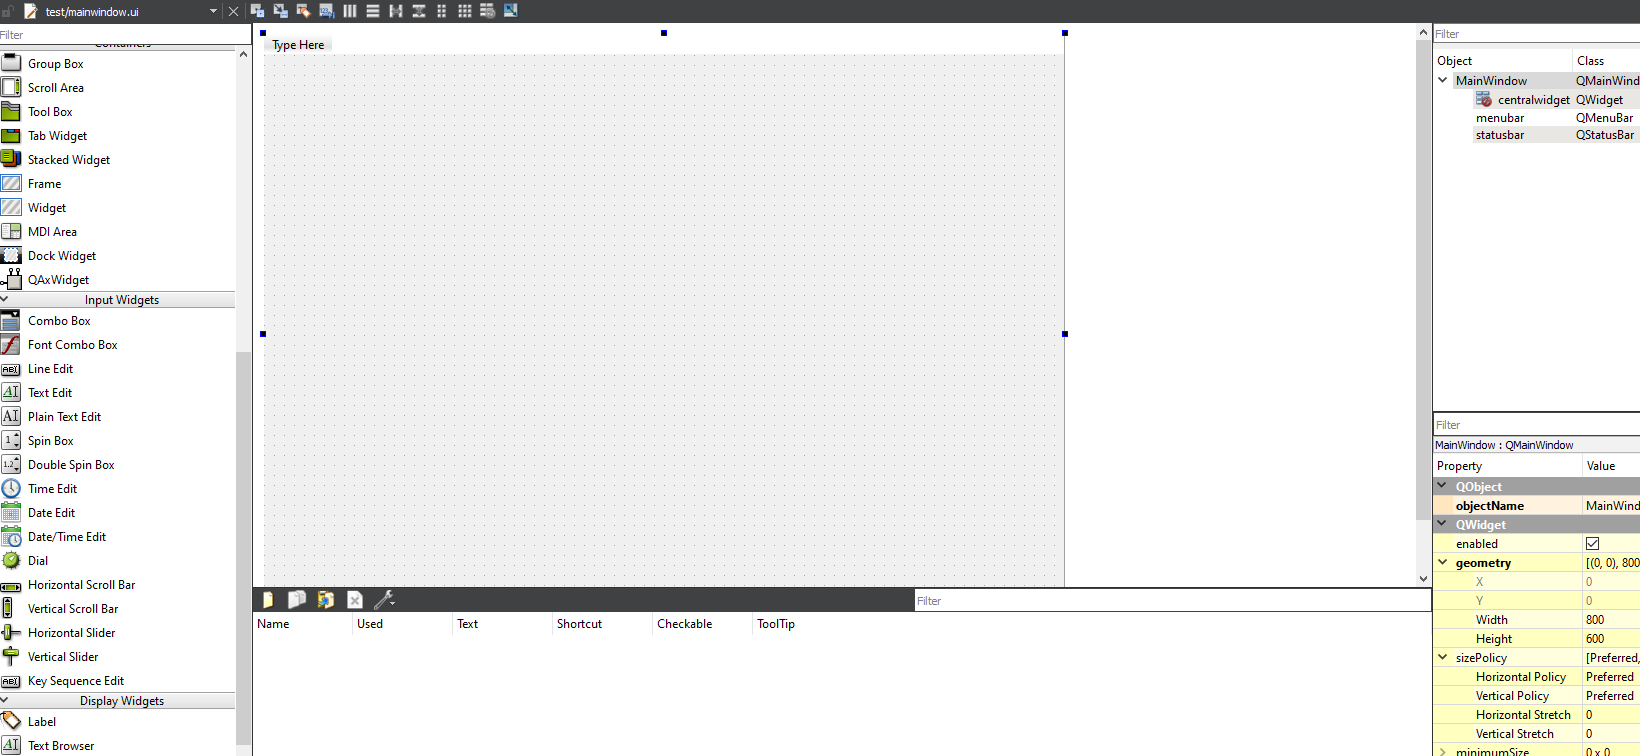 test/mainwindow.ui
Filter
Containers
Group Box
Scroll Area
Tool Box
Tab Widget
Stacked Widget
Frame
Widget
MDI Area
Dock Widget
QAxWidget
Input Widgets
Combo Box
Font Combo Box
Line Edit
Text Edit
Plain Text Edit
Spin Box
Double Spin Box
Time Edit
Date Edit
Date/Time Edit
Dial
Horizontal Scroll Bar
Vertical Scroll Bar
Horizontal Slider
Vertical Slider
Key Sequence Edit
Display Widgets
Label
Text Browser
Type Here
Filter
Name Used Text Shortcut Checkable ToolTip
Filter
Object Class
MainWindow QMainWind
centralwidget QWidget
menubar QMenuBar
statusbar QStatusBar
Filter
MainWindow : QMainWindow
Property Value
QObject
objectName MainWind
QWidget
enabled
geometry [(0, 0), 800
X 0
Y 0
Width 800
Height 600
sizePolicy [Preferred,
Horizontal Policy Preferred
Vertical Policy Preferred
Horizontal Stretch 0
Vertical Stretch 0
minimumSize 0 x 0